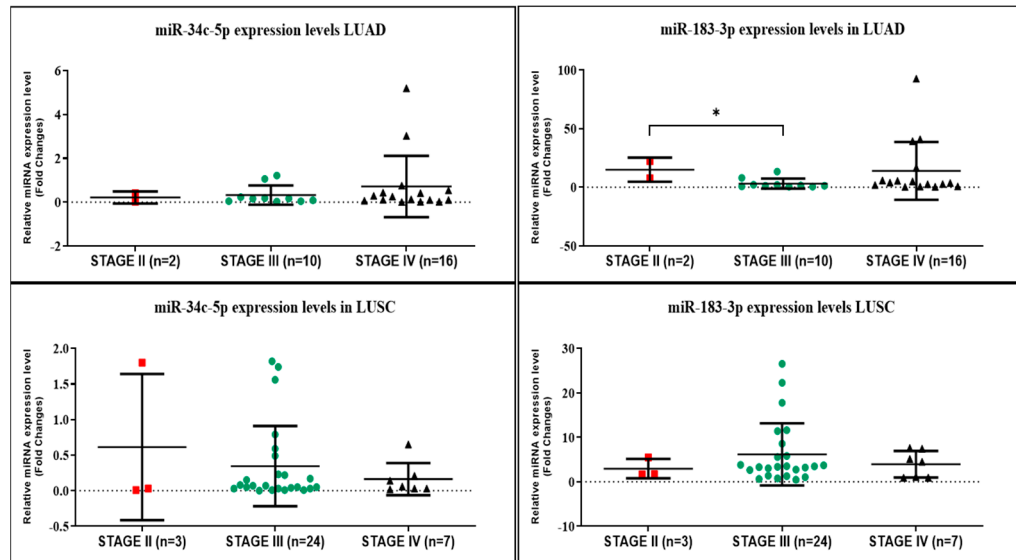 miR-34c-5p expression levels LUAD
Relative miRNA expression level
(Fold Changes)
6
4
2
0
-2
STAGE II (n=2) STAGE III (n=10) STAGE IV (n=16)
miR-183-3p expression levels in LUAD
Relative miRNA expression level
(Fold Changes)
100
50
0
-50
*
STAGE II (n=2) STAGE III (n=10) STAGE IV (n=16)
miR-34c-5p expression levels in LUSC
Relative miRNA expression level
(Fold Changes)
2.0
1.5
1.0
0.5
0.0
-0.5
STAGE II (n=3) STAGE III (n=24) STAGE IV (n=7)
miR-183-3p expression levels LUSC
Relative miRNA expression level
(Fold Changes)
30
20
10
0
-10
STAGE II (n=3) STAGE III (n=24) STAGE IV (n=7)